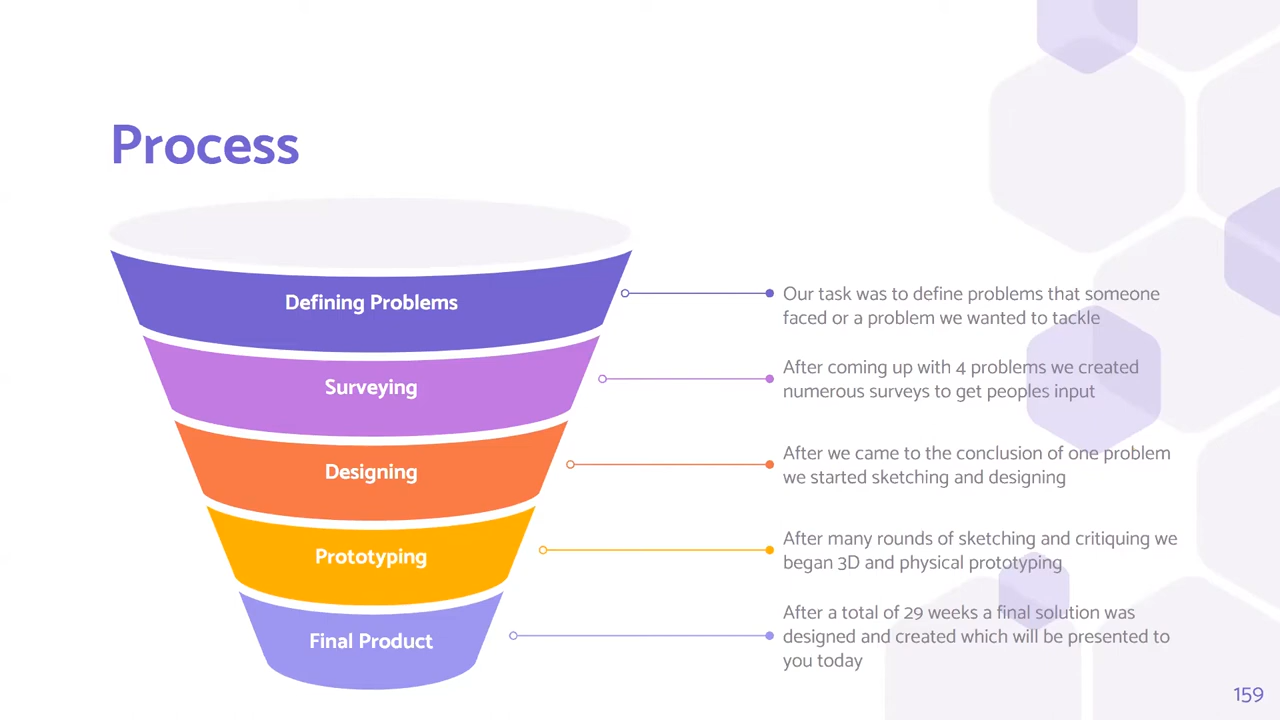 Process
Defining Problems
Our task was to define problems that someone
faced or a problem we wanted to tackle
Surveying
After coming up with 4 problems we created
numerous surveys to get peoples input
Designing
After we came to the conclusion of one problem
we started sketching and designing
Prototyping
After many rounds of sketching and critiquing we
began 3D and physical prototyping
Final Product
After a total of 29 weeks a final solution was
designed and created which will be presented to
you today
159